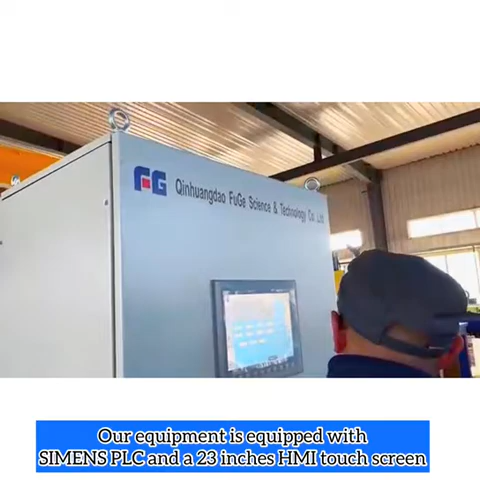 FG
Qinhuangdao FuGe Science & Technology Co.,Ltd
Our equipment is equipped with
SIMENS PLC and a 23 inches HMI touch screen